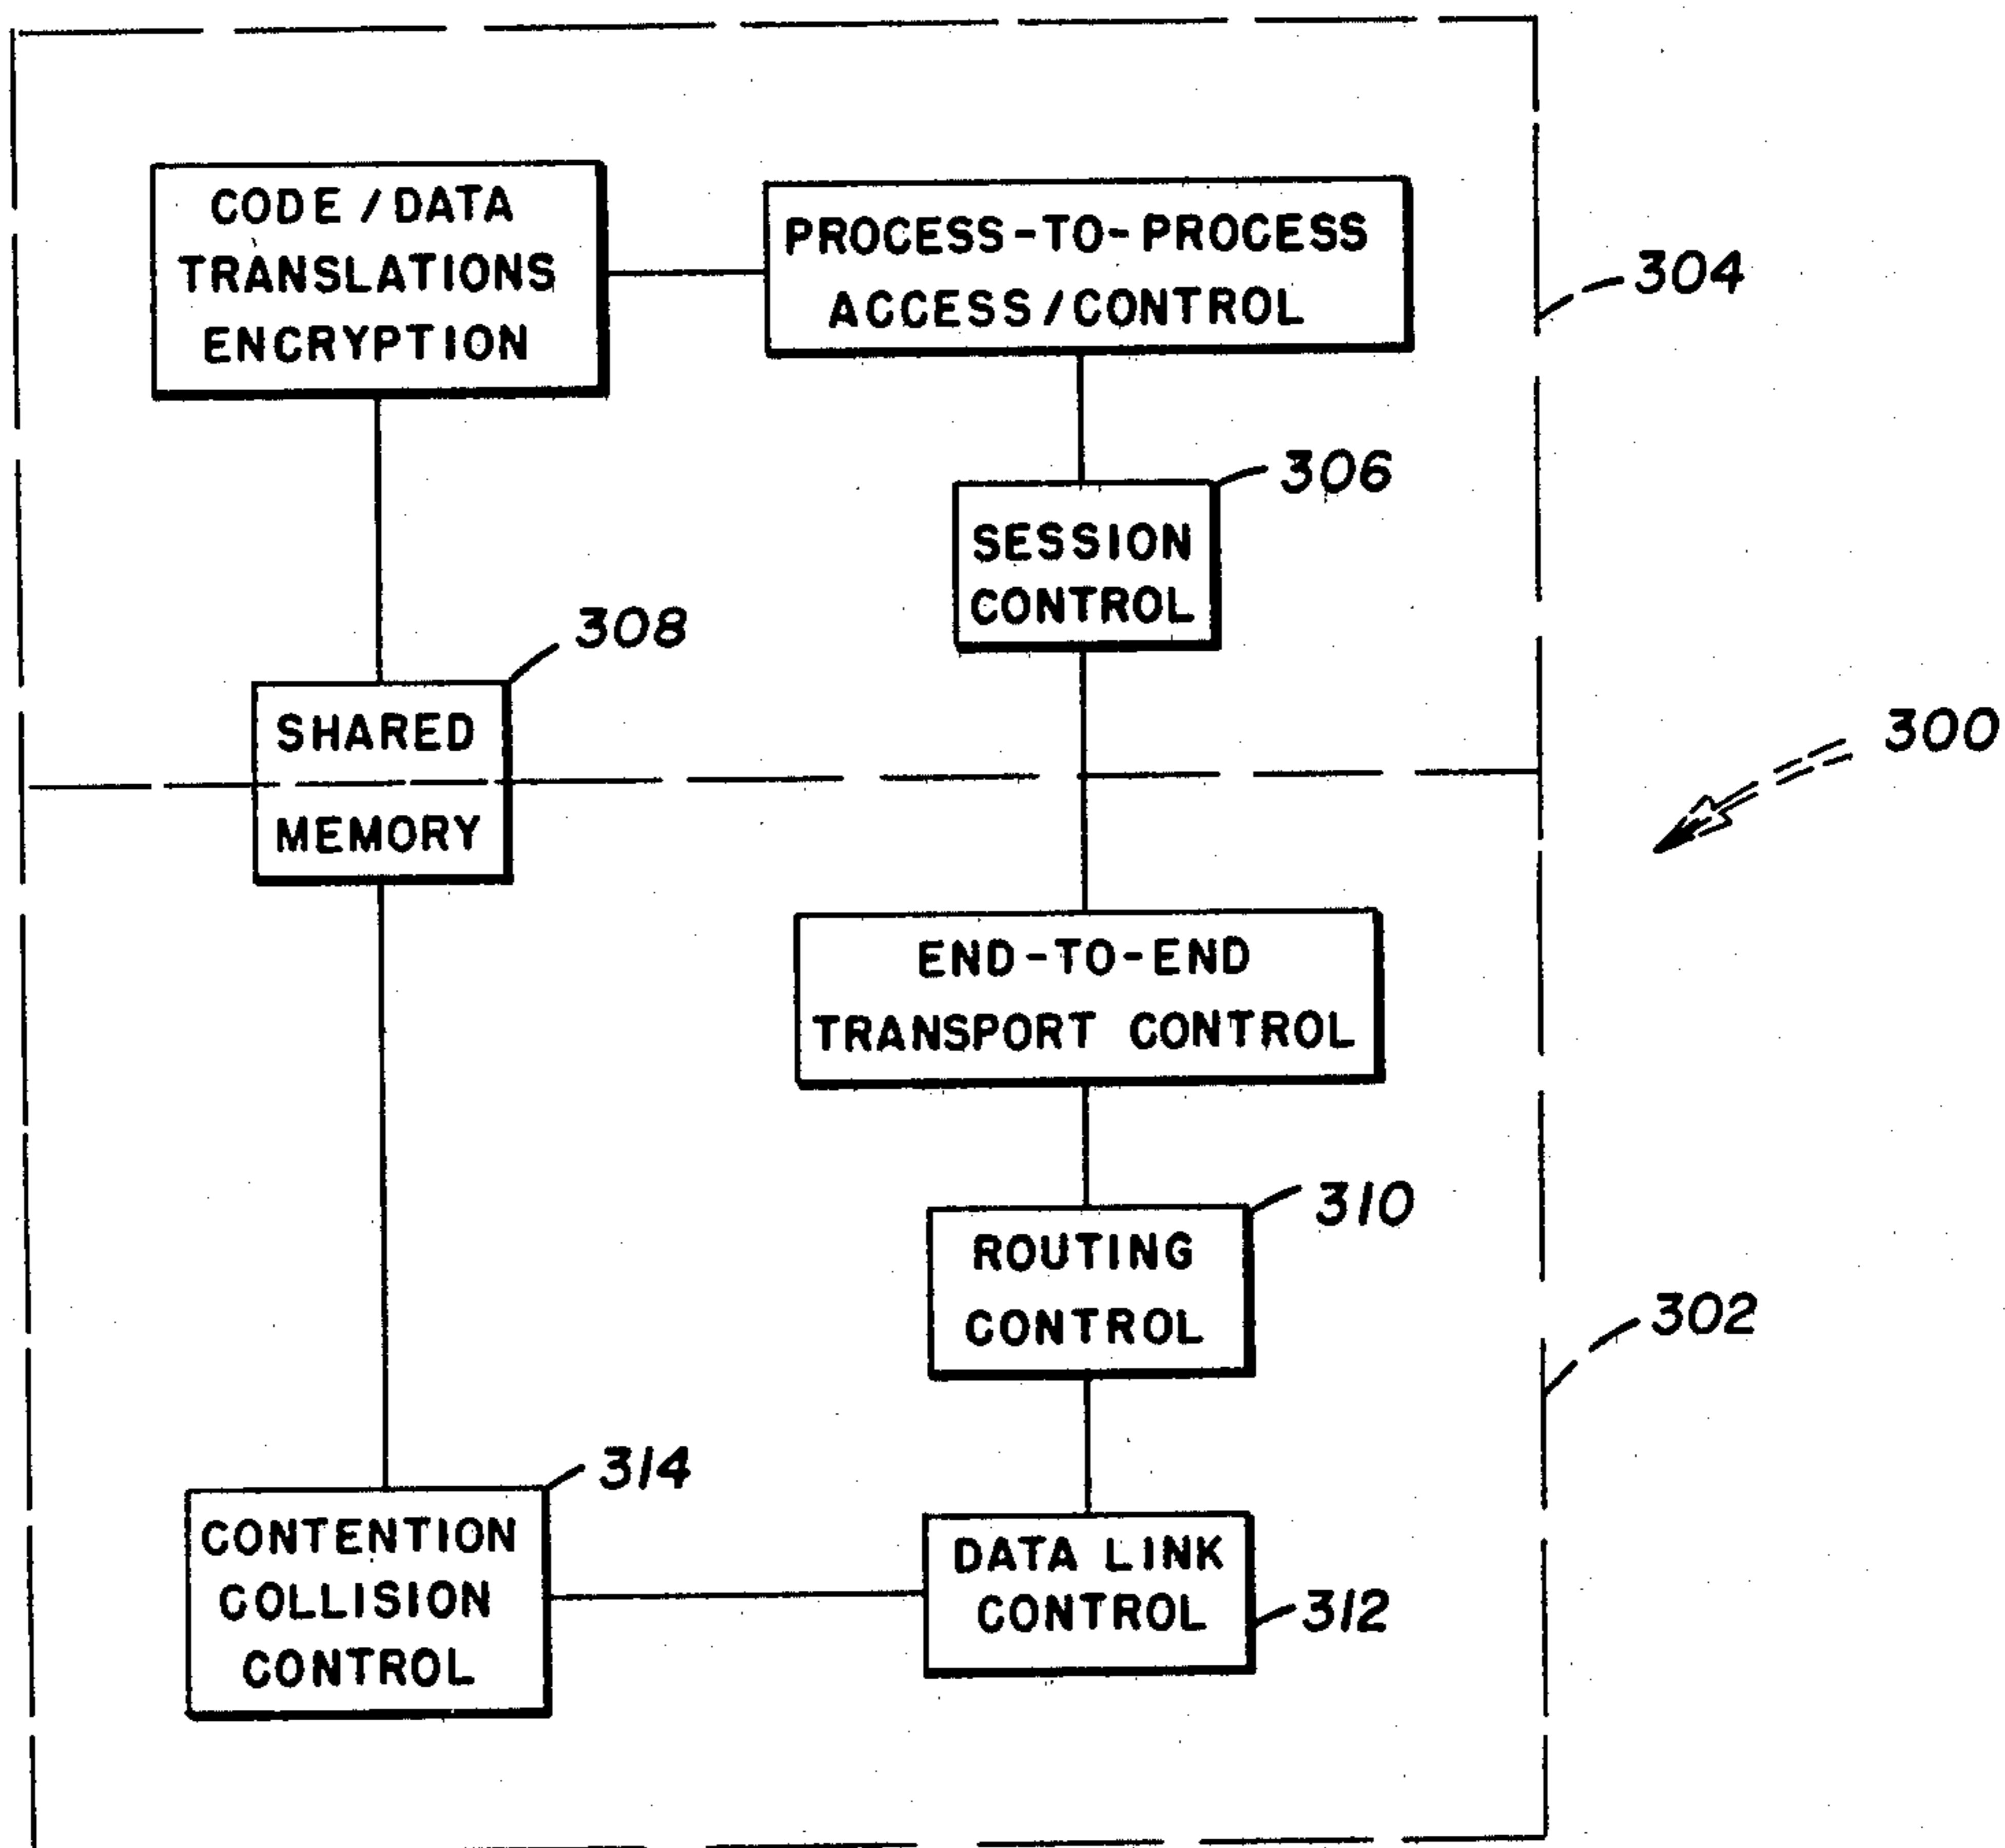 CODE / DATA
TRANSLATIONS
ENCRYPTION
PROCESS-TO-PROCESS
ACCESS/CONTROL
304
306
SESSION
CONTROL
308
SHARED
MEMORY
300
END-TO-END
TRANSPORT CONTROL
310
ROUTING
CONTROL
302
314
CONTENTION
COLLISION
CONTROL
DATA LINK
CONTROL
312